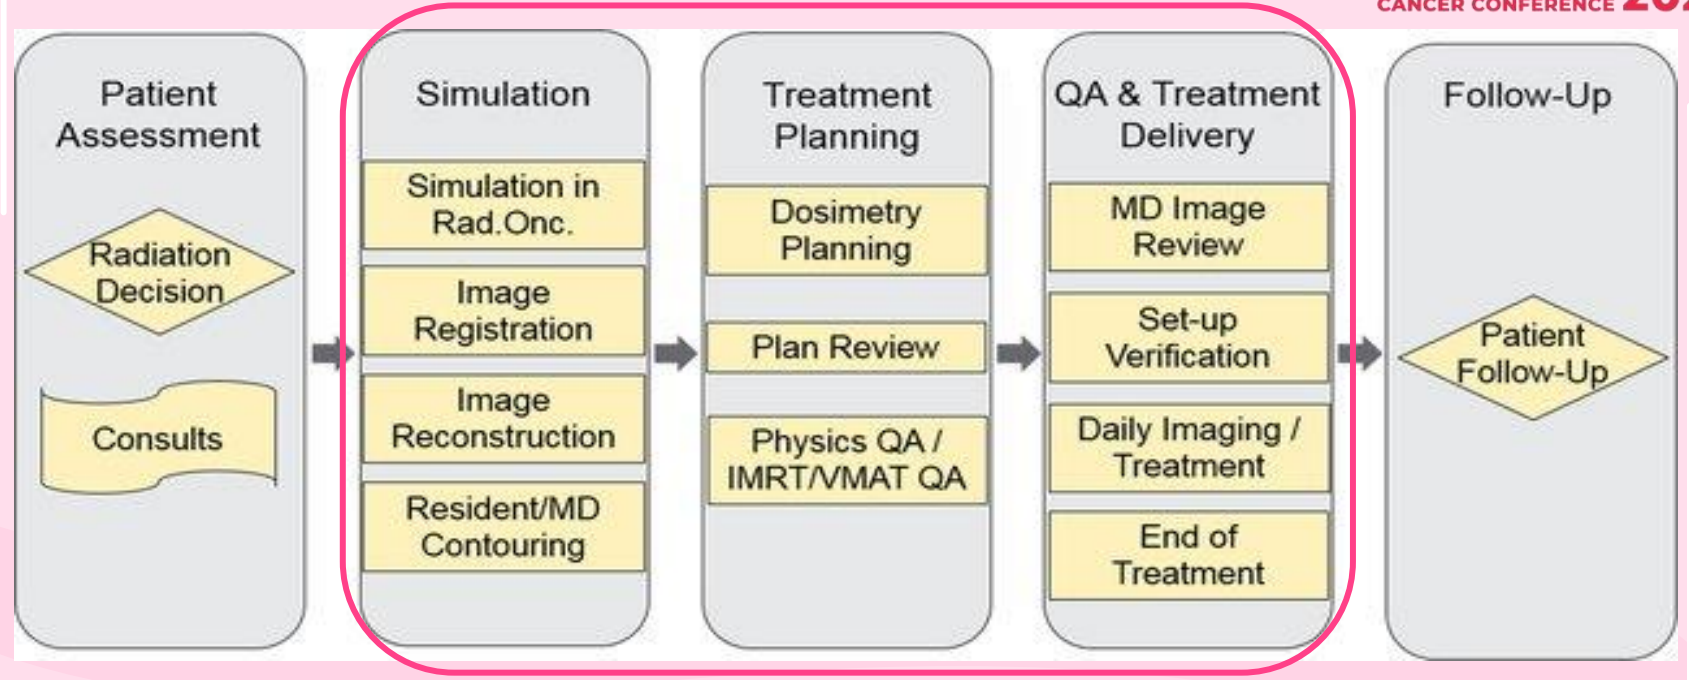 CANCER CONFERENCE
Patient
Assessment
Radiation
Decision
Consults
Simulation
Simulation in
Rad.Onc.
Image
Registration
Image
Reconstruction
Resident/MD
Contouring
Treatment
Planning
Dosimetry
Planning
Plan Review
Physics QA /
IMRT/VMAT QA
QA & Treatment
Delivery
MD Image
Review
Set-up
Verification
Daily Imaging /
Treatment
End of
Treatment
Follow-Up
Patient
Follow-Up